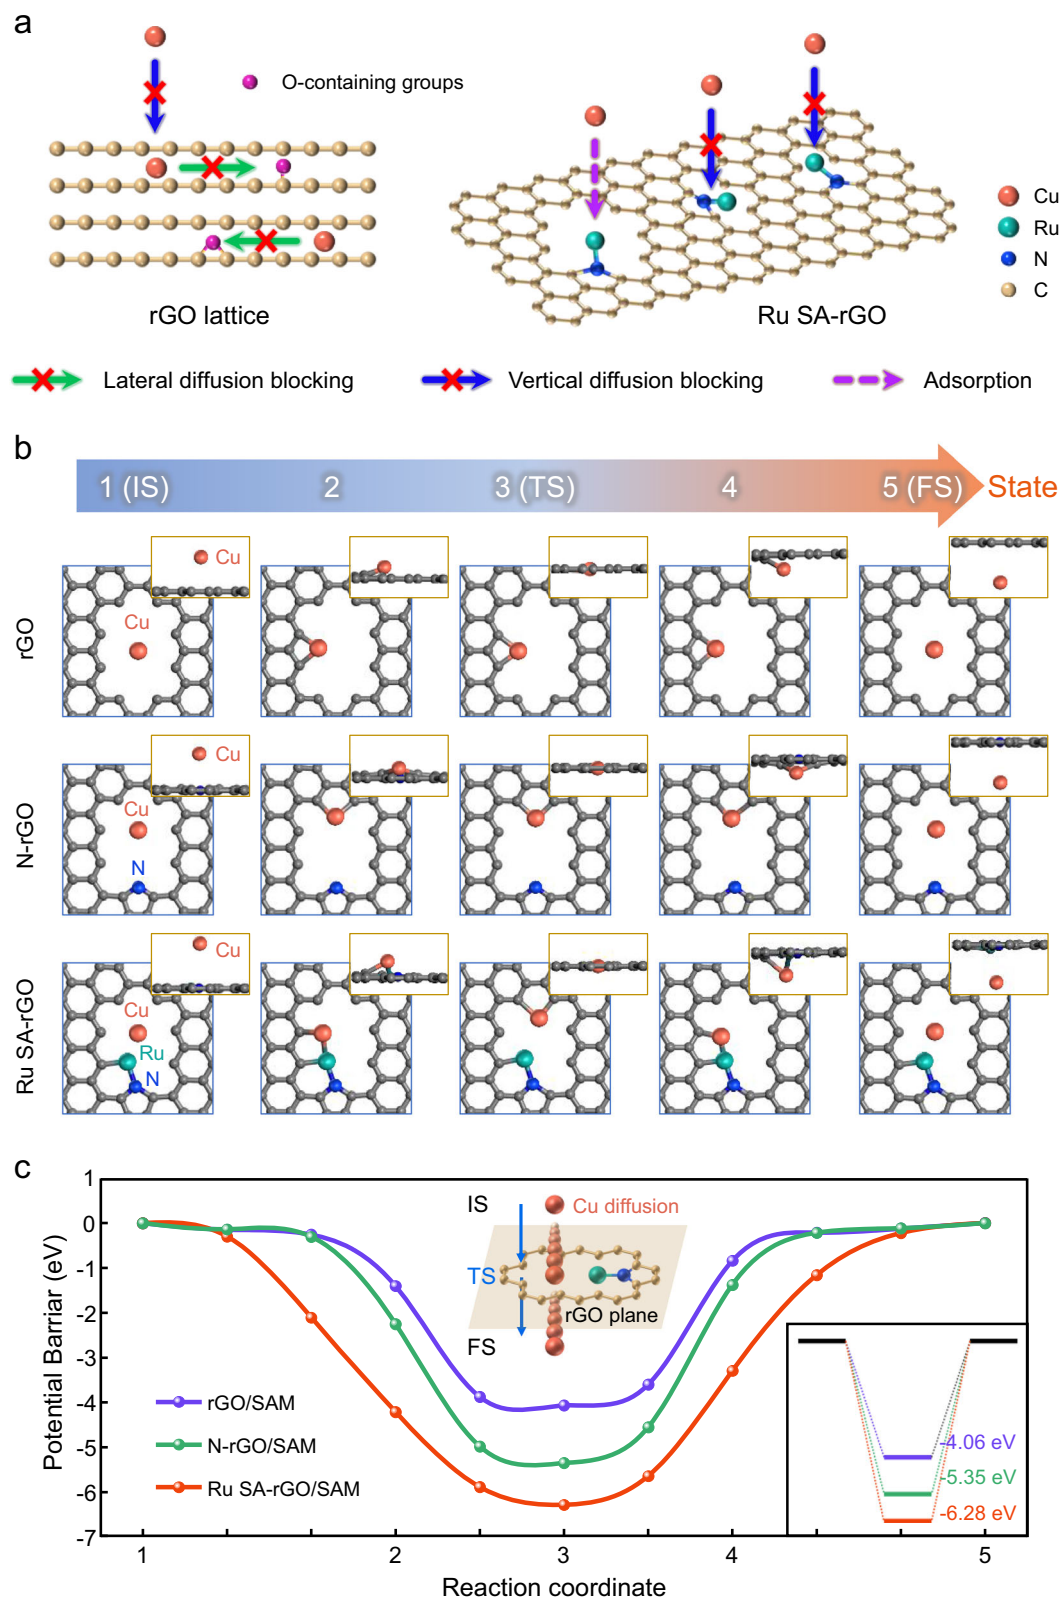 a
O-containing groups
Cu
Ru
N
C
rGO lattice
Ru SA-rGO
Lateral diffusion blocking
Vertical diffusion blocking
Adsorption
b
1 (IS)
2
3 (TS)
4
5 (FS)
State
rGO
Cu
Cu
N-rGO
Cu
Cu
N
Ru SA-rGO
Cu
Cu
Ru
N
c
Potential Barriar (eV)
1
0
-1
-2
-3
-4
-5
-6
-7
IS
Cu diffusion
TS
rGO plane
FS
rGO/SAM
N-rGO/SAM
Ru SA-rGO/SAM
-4.06 eV
-5.35 eV
-6.28 eV
1
2
3
4
5
Reaction coordinate